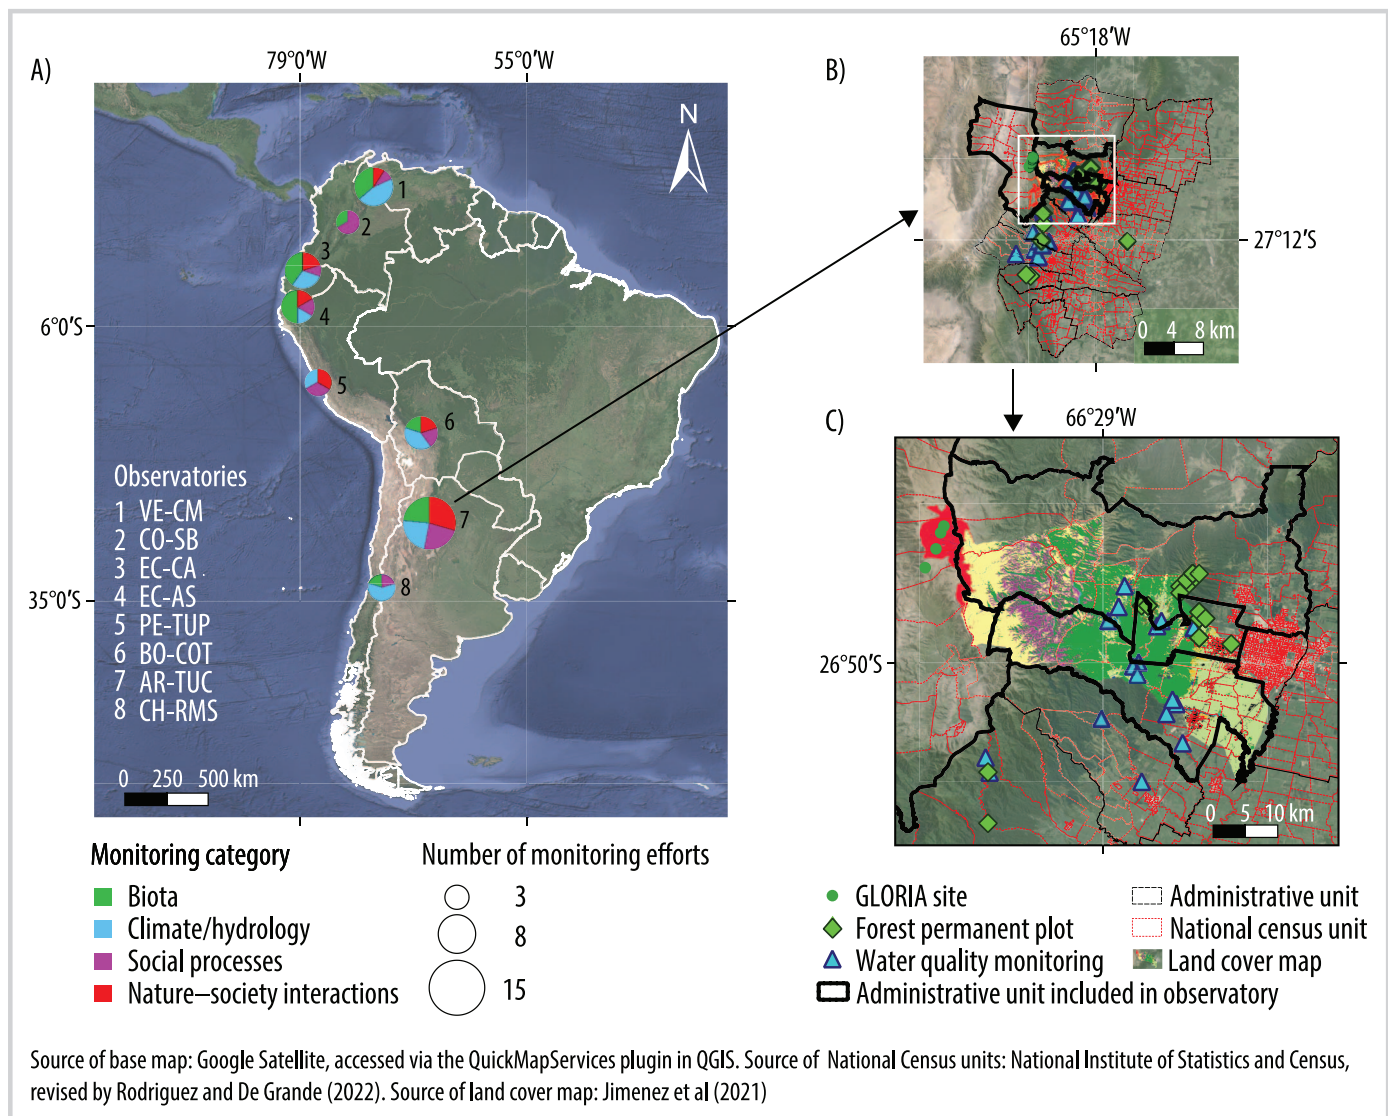 A)
79°0′W
55°0′W
N
1
2
3
4
5
6
7
8
6°0′S
35°0′S
Observatories
1 VE-CM
2 CO-SB
3 EC-CA
4 EC-AS
5 PE-TUP
6 BO-COT
7 AR-TUC
8 CH-RMS
0 250 500 km
B)
65°18′W
27°12′S
0 4 8 km
C)
66°29′W
26°50′S
0 5 10 km
Monitoring category
Biota
Climate/hydrology
Social processes
Nature–society interactions
Number of monitoring efforts
3
8
15
GLORIA site
Forest permanent plot
Water quality monitoring
Administrative unit included in observatory
Administrative unit
National census unit
Land cover map
Source of base map: Google Satellite, accessed via the QuickMapServices plugin in QGIS. Source of National Census units: National Institute of Statistics and Census,
revised by Rodriguez and De Grande (2022). Source of land cover map: Jimenez et al (2021)